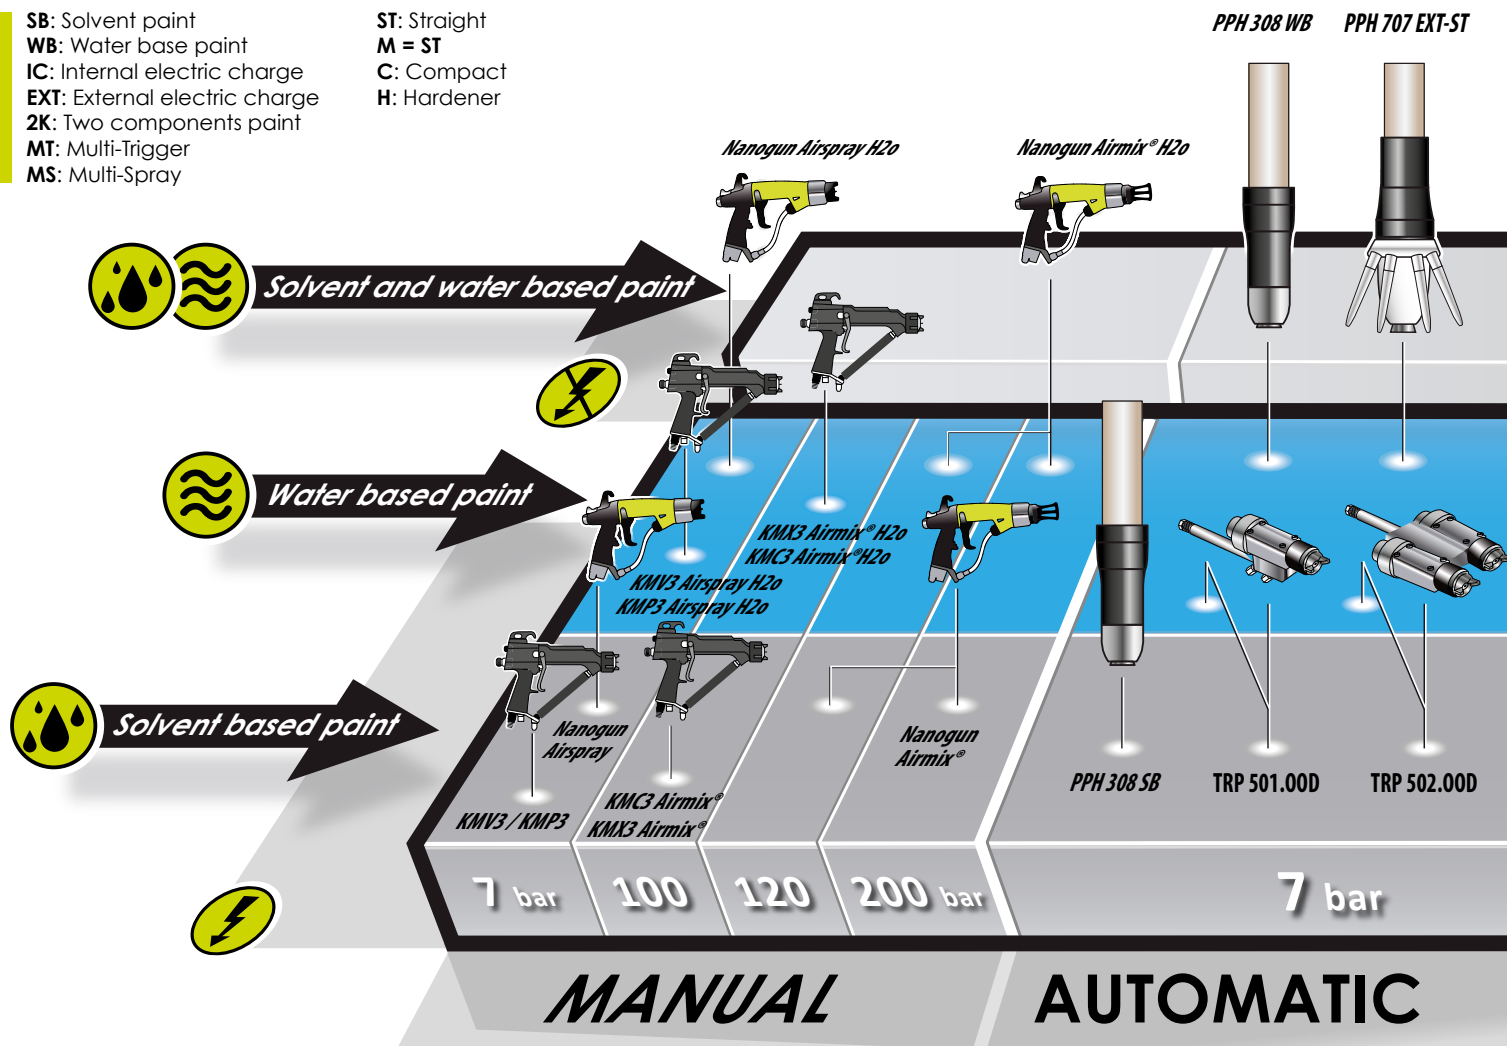 SB: Solvent paint
WB: Water base paint
IC: Internal electric charge
EXT: External electric charge
2K: Two components paint
MT: Multi-Trigger
MS: Multi-Spray
ST: Straight
M = ST
C: Compact
H: Hardener
PPH 308 WB
PPH 707 EXT-ST
Nanogun Airspray H2o
Nanogun Airmix® H2o
Solvent and water based paint
Water based paint
KMX3 Airmix® H2o
KMC3 Airmix® H2o
KMV3 Airspray H2o
KMP3 Airspray H2o
Solvent based paint
Nanogun
Airspray
Nanogun
Airmix®
KMV3 / KMP3
KMC3 Airmix®
KMX3 Airmix®
PPH 308 SB
TRP 501.00D
TRP 502.00D
7 bar
100
120
200 bar
7 bar
MANUAL
AUTOMATIC